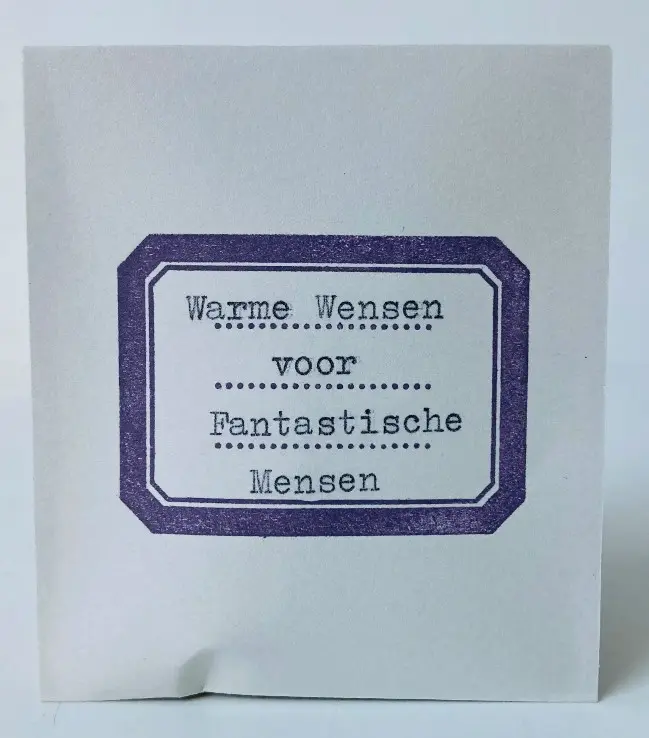 Warme Wensen
voor
Fantastische
Mensen